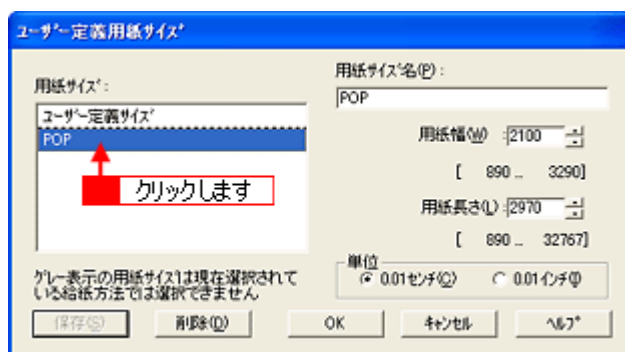 ユーザー定義用紙サイズ
用紙サイズ:
ユーザー定義サイズ
POP
クリックします
グレー表示の用紙サイズは現在選択されて
いる給紙方法では選択できません
用紙サイズ名(P):
POP
用紙幅(W) :2100
[ 890 .. 3290]
用紙長さ(L):2970
[ 890 .. 32767]
単位
0.01センチ(C) 0.01インチ(I)
保存(S) 削除(D) OK キャンセル ヘルプ